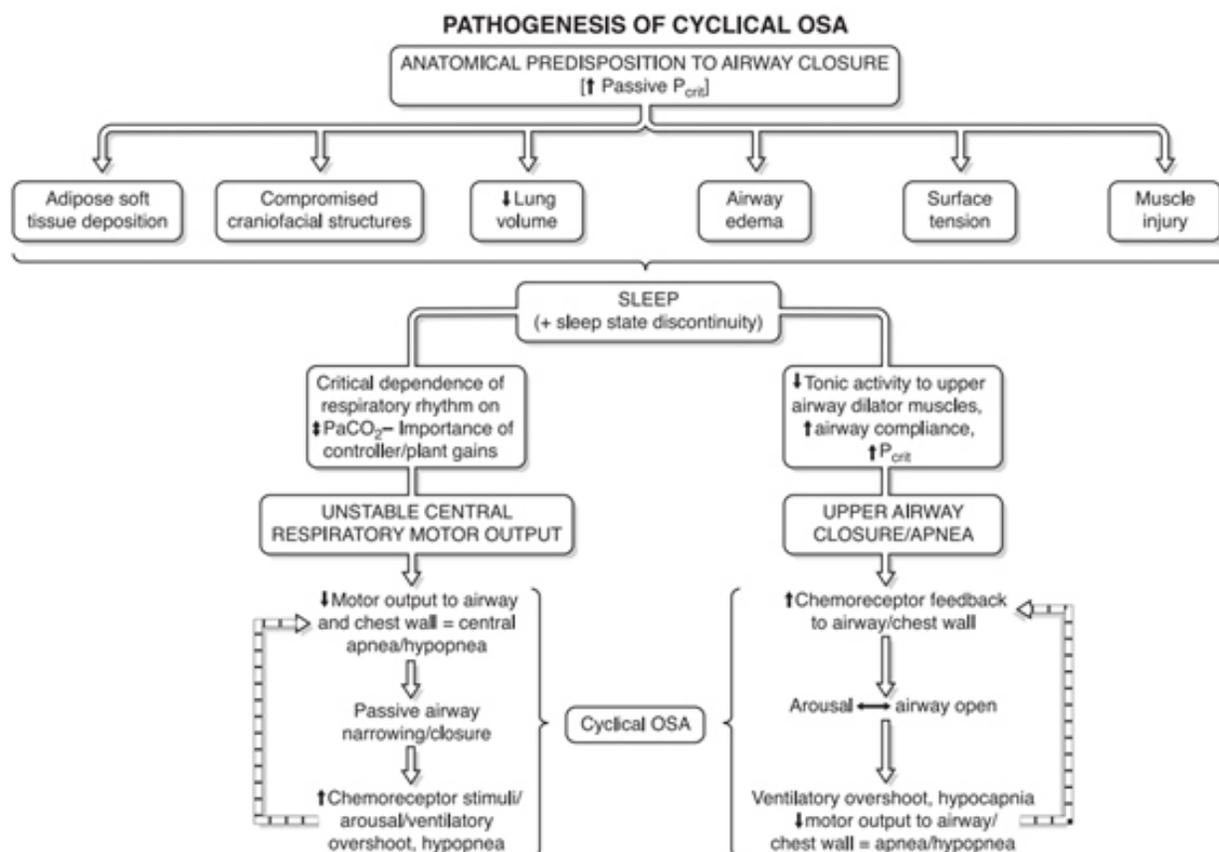 PATHOGENESIS OF CYCLICAL OSA
ANATOMICAL PREDISPOSITION TO AIRWAY CLOSURE
[⬆ Passive P_crit]
Adipose soft
tissue deposition
Compromised
craniofacial structures
⬇Lung
volume
Airway
edema
Surface
tension
Muscle
injury
SLEEP
(+ sleep state discontinuity)
Critical dependence of
respiratory rhythm on
⬍PaCO₂– Importance of
controller/plant gains
UNSTABLE CENTRAL
RESPIRATORY MOTOR OUTPUT
⬇Motor output to airway
and chest wall = central
apnea/hypopnea
Passive airway
narrowing/closure
⬆Chemoreceptor stimuli/
arousal/ventilatory
overshoot, hypopnea
Cyclical OSA
⬇Tonic activity to upper
airway dilator muscles,
⬆airway compliance,
⬆P_crit
UPPER AIRWAY
CLOSURE/APNEA
⬆Chemoreceptor feedback
to airway/chest wall
Arousal ⟷ airway open
Ventilatory overshoot, hypocapnia
⬇motor output to airway/
chest wall = apnea/hypopnea